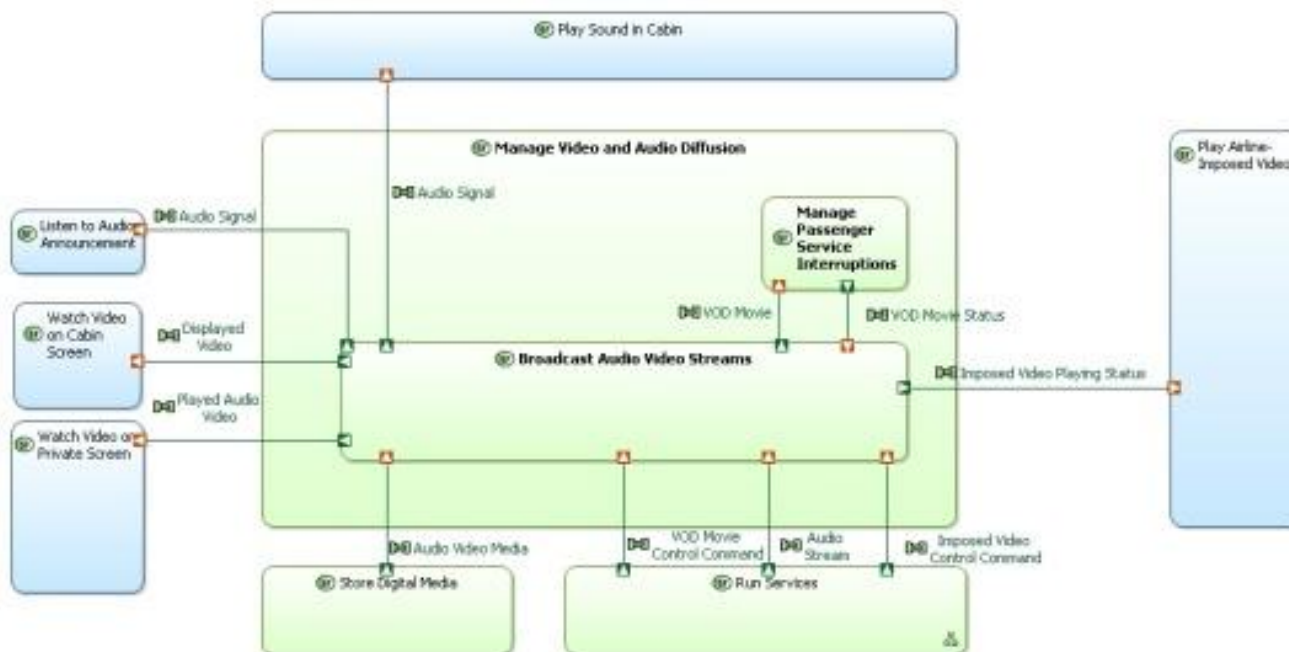 Play Sound in Cabin
Manage Video and Audio Diffusion
Play Airline-
Imposed Video
Audio Signal
Manage
Passenger
Service
Interruptions
Audio Signal
Listen to Audio
Announcement
VOD Movie
VOD Movie Status
Watch Video
on Cabin
Screen
Displayed
Video
Broadcast Audio Video Streams
Imposed Video Playing Status
Played Audio
Video
Watch Video on
Private Screen
Audio Video Media
VOD Movie
Control Command
Audio
Stream
Imposed Video
Control Command
Store Digital Media
Run Services